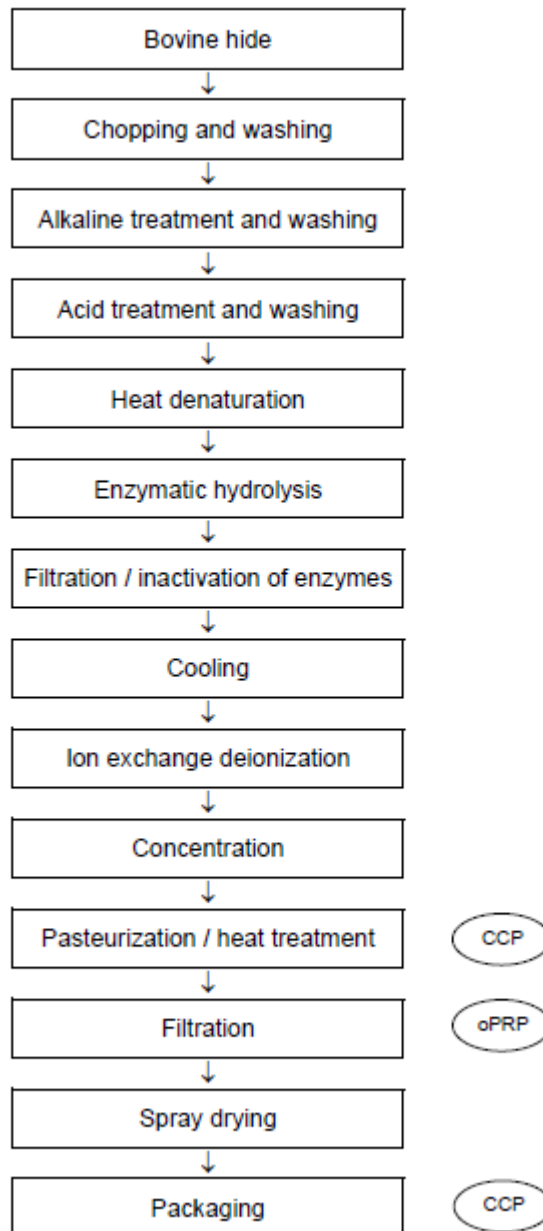 Bovine hide
↓
Chopping and washing
↓
Alkaline treatment and washing
↓
Acid treatment and washing
↓
Heat denaturation
↓
Enzymatic hydrolysis
↓
Filtration / inactivation of enzymes
↓
Cooling
↓
Ion exchange deionization
↓
Concentration
↓
Pasteurization / heat treatment CCP
↓
Filtration oPRP
↓
Spray drying
↓
Packaging CCP